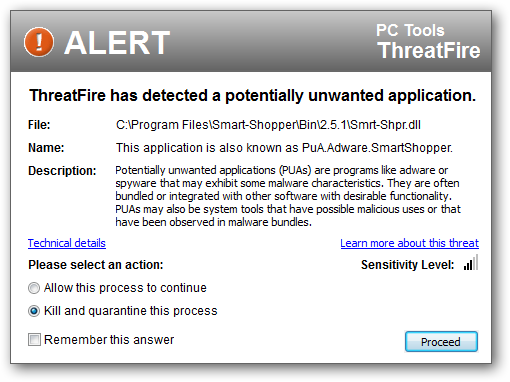 ALERT
PC Tools
ThreatFire
ThreatFire has detected a potentially unwanted application.
File: C:\Program Files\Smart-Shopper\Bin\2.5.1\Smrt-Shpr.dll
Name: This application is also known as PuA.Adware.SmartShopper.
Description: Potentially unwanted applications (PUAs) are programs like adware or
spyware that may exhibit some malware characteristics. They are often
bundled or integrated with other software with desirable functionality.
PUAs may also be system tools that have possible malicious uses or that
have been observed in malware bundles.
Technical details Learn more about this threat
Please select an action: Sensitivity Level:
Allow this process to continue
Kill and quarantine this process
Remember this answer Proceed